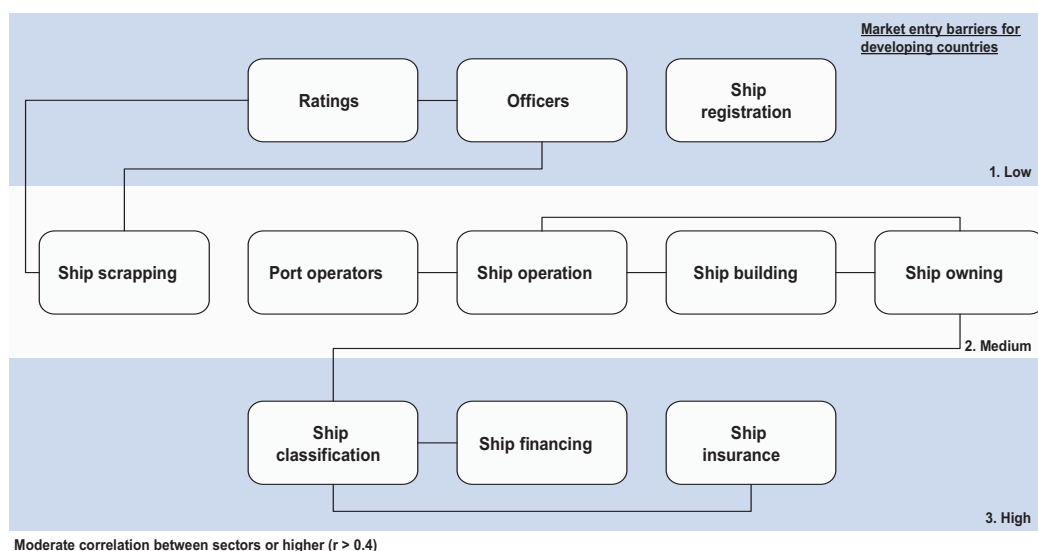 Market entry barriers for
developing countries
Ratings
Officers
Ship
registration
1. Low
Ship scrapping
Port operators
Ship operation
Ship building
Ship owning
2. Medium
Ship
classification
Ship financing
Ship
insurance
3. High
Moderate correlation between sectors or higher (r > 0.4)